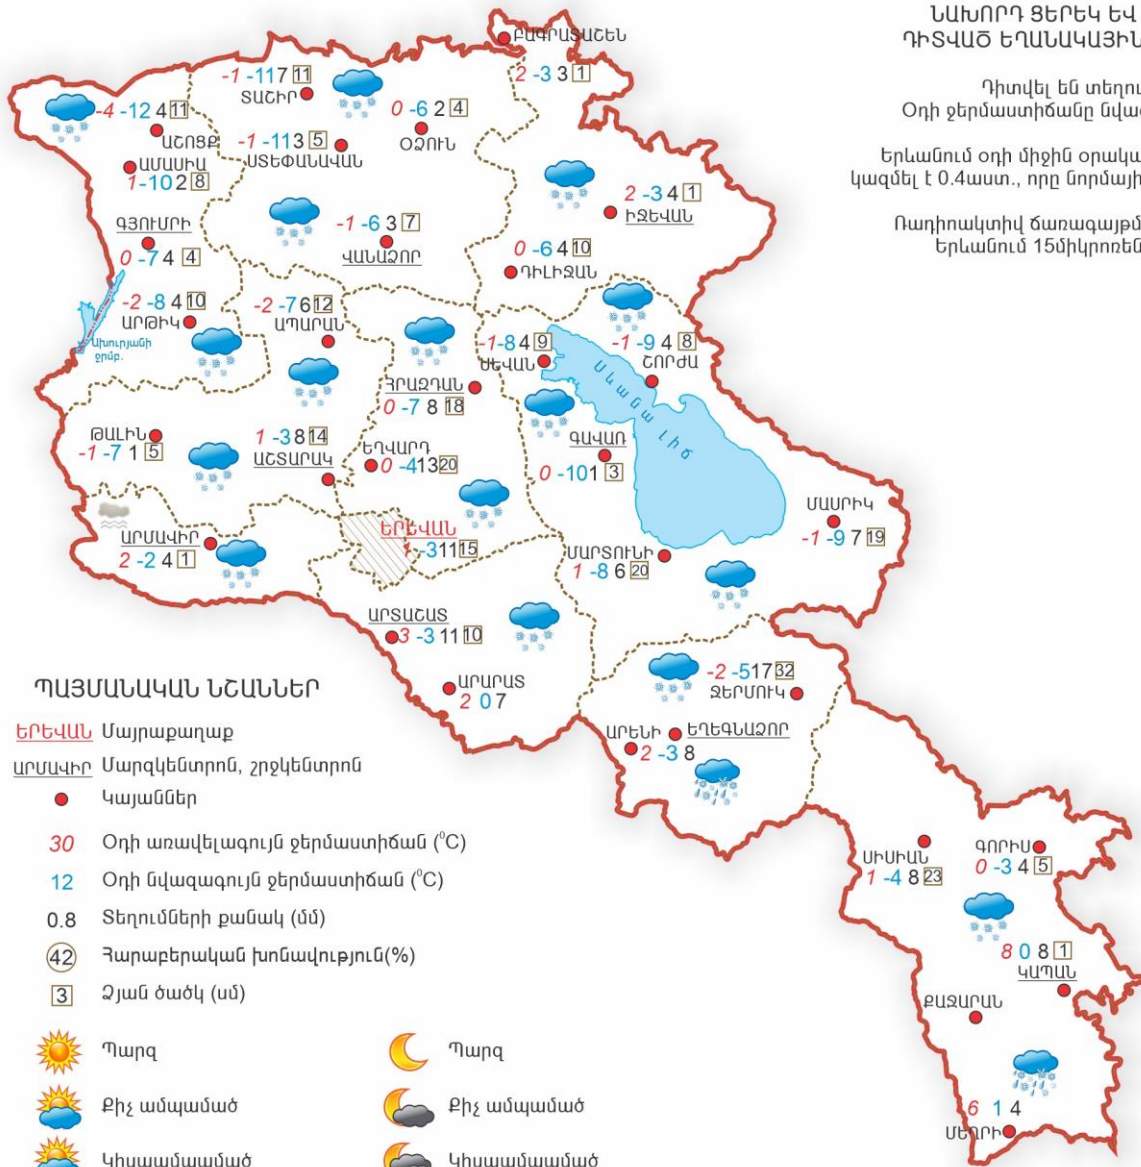 ՆԱԽՈՐԴ ՑԵՐԵԿ ԵՎ
ԴԻՏՎԱԾ ԵՂԱՆԱԿԱՅԻՆ
Դիտվել են տեղու
Օդի ջերմաստիճանը նվազ
Երևանում օդի միջին օրակա
կազմել է 0.4աստ., որը նորմայի
Ռադիոակտիվ ճառագայթմ
Երևանում 15միկրոռեն
ԲԱԳՐԱՏԱՇԵՆ
2 -3 3 1
-1 -11 7 11
ՏԱՇԻՐ
-4 -12 4 11
ԱՇՈՑՔ
0 -6 2 4
ՕՁՈՒՆ
-1 -11 3 5
ՍՏԵՓԱՆԱՎԱՆ
ԱՄԱՍԻԱ
1 -10 2 8
2 -3 4 1
ԻՋԵՎԱՆ
ԳՅՈՒՄՐԻ
0 -7 4 4
-1 -6 3 7
ՎԱՆԱՁՈՐ
0 -6 4 10
ԴԻԼԻՋԱՆ
-2 -8 4 10
ԱՐԹԻԿ
-2 -7 6 12
ԱՊԱՐԱՆ
Ախուրյանի
ջրմբ.
-1 -8 4 9
ՍԵՎԱՆ
-1 -9 4 8
ՇՈՐԺԱ
Սևանա լիճ
ՀՐԱԶԴԱՆ
0 -7 8 18
ԹԱԼԻՆ
-1 -7 1 5
1 -3 8 14
ԱՇՏԱՐԱԿ
ԵՂՎԱՐԴ
0 -4 13 20
ԳԱՎԱՌ
0 -10 1 3
ՄԱՍՐԻԿ
-1 -9 7 19
ԵՐԵՎԱՆ
1 -3 11 15
ԱՐՄԱՎԻՐ
2 -2 4 1
ՄԱՐՏՈՒՆԻ
1 -8 6 20
ԱՐՏԱՇԱՏ
3 -3 11 10
ԱՐԱՐԱՏ
2 0 7
-2 -5 17 32
ՋԵՐՄՈՒԿ
ԱՐԵՆԻ
ԵՂԵԳՆԱՁՈՐ
2 -3 8
ՍԻՍԻԱՆ
1 -4 8 23
ԳՈՐԻՍ
0 -3 4 5
8 0 8 1
ԿԱՊԱՆ
ՔԱՋԱՐԱՆ
6 1 4
ՄԵՂՐԻ
ՊԱՅՄԱՆԱԿԱՆ ՆՇԱՆՆԵՐ
ԵՐԵՎԱՆ Մայրաքաղաք
ԱՐՄԱՎԻՐ Մարզկենտրոն, շրջկենտրոն
Կայաններ
30 Օդի առավելագույն ջերմաստիճան (⁰C)
12 Օդի նվազագույն ջերմաստիճան (⁰C)
0.8 Տեղումների քանակ (մմ)
42 Հարաբերական խոնավություն(%)
3 Ձյան ծածկ (սմ)
Պարզ Պարզ
Քիչ ամպամած Քիչ ամպամած
Կիսաամպամած Կիսաամպամած